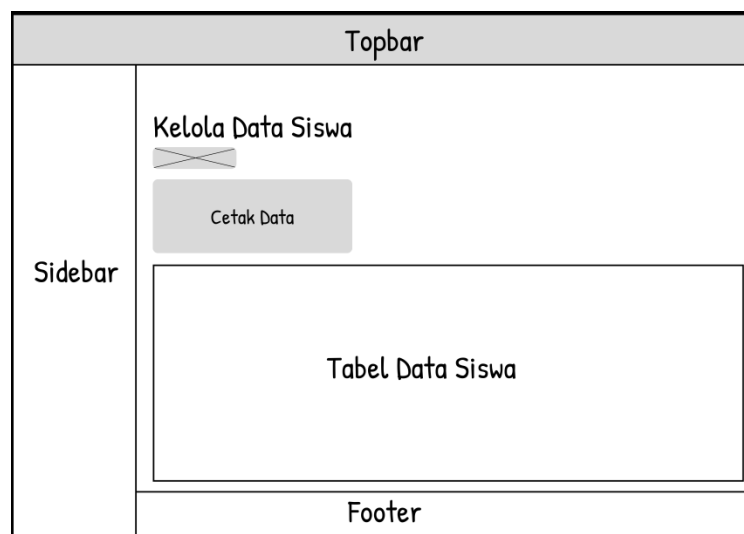 Topbar
Kelola Data Siswa
Cetak Data
Sidebar
Tabel Data Siswa
Footer